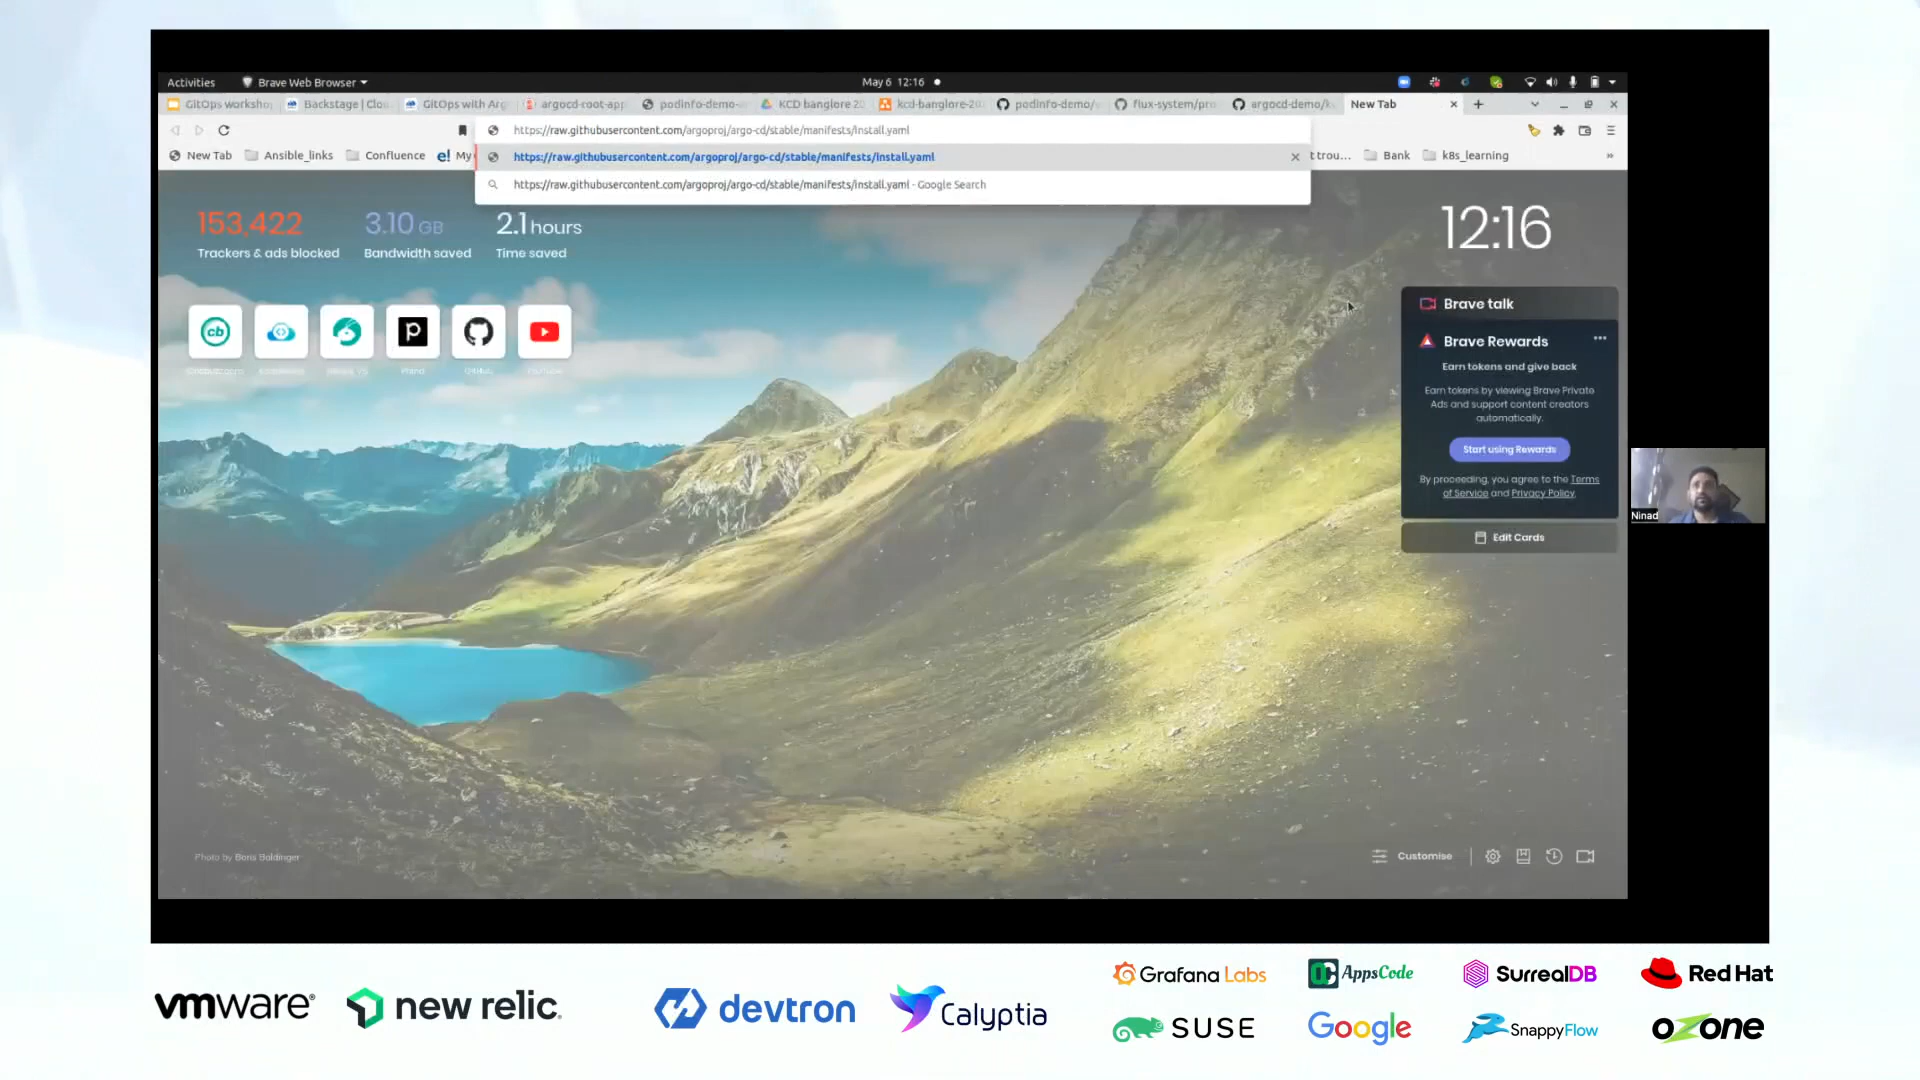 Activities
Brave Web Browser
May 6 12:16
GitOps worksho
Backstage | Clou
GitOps with Arg
argocd-root-app
podinfo-demo-
KCD banglore 20
kcd-banglore-20
podinfo-demo/
flux-system/pro
argocd-demo/k
New Tab
https://raw.githubusercontent.com/argoproj/argo-cd/stable/manifests/install.yaml
New Tab
Ansible_links
Confluence
My
https://raw.githubusercontent.com/argoproj/argo-cd/stable/manifests/install.yaml
t trou...
Bank
k8s_learning
https://raw.githubusercontent.com/argoproj/argo-cd/stable/manifests/install.yaml - Google Search
153,422
3.10 GB
2.1 hours
Trackers & ads blocked
Bandwidth saved
Time saved
12:16
Brave talk
Brave Rewards
Earn tokens and give back
Earn tokens by viewing Brave Private
Ads and support content creators
automatically.
Start using Rewards
By proceeding, you agree to the Terms
of Service and Privacy Policy.
Edit Cards
GitHub
YouTube
Ninad
Photo by Boris Baldinger
Customise
vmware
new relic.
devtron
Calyptia
Grafana Labs
AppsCode
SurrealDB
Red Hat
SUSE
Google
SnappyFlow
ozone